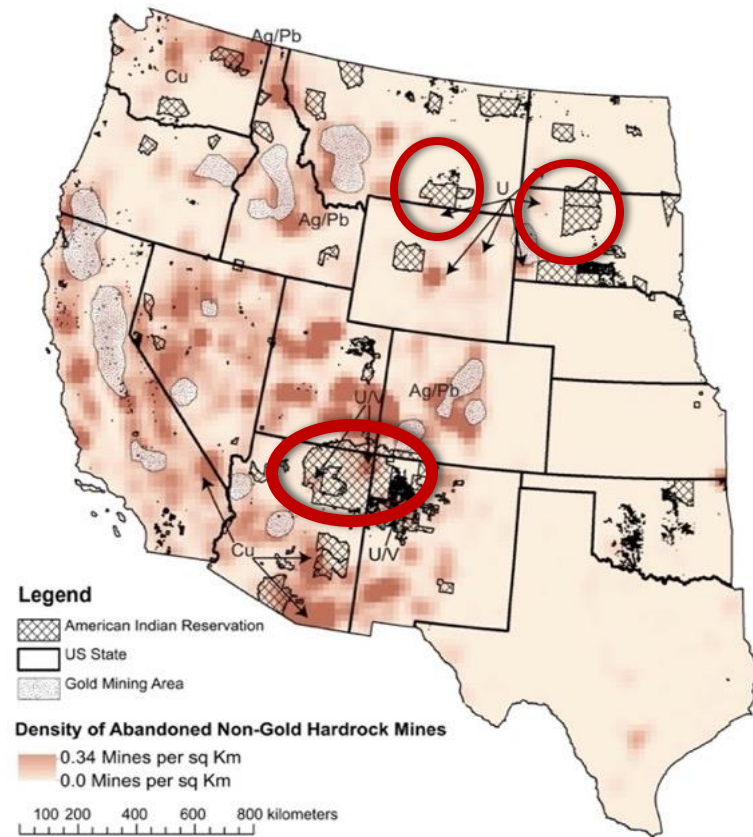 Ag/Pb
Cu
U
Ag/Pb
Ag/Pb
U/V
Cu
U/V
Legend
American Indian Reservation
US State
Gold Mining Area
Density of Abandoned Non-Gold Hardrock Mines
0.34 Mines per sq Km
0.0 Mines per sq Km
100 200 400 600 800 kilometers